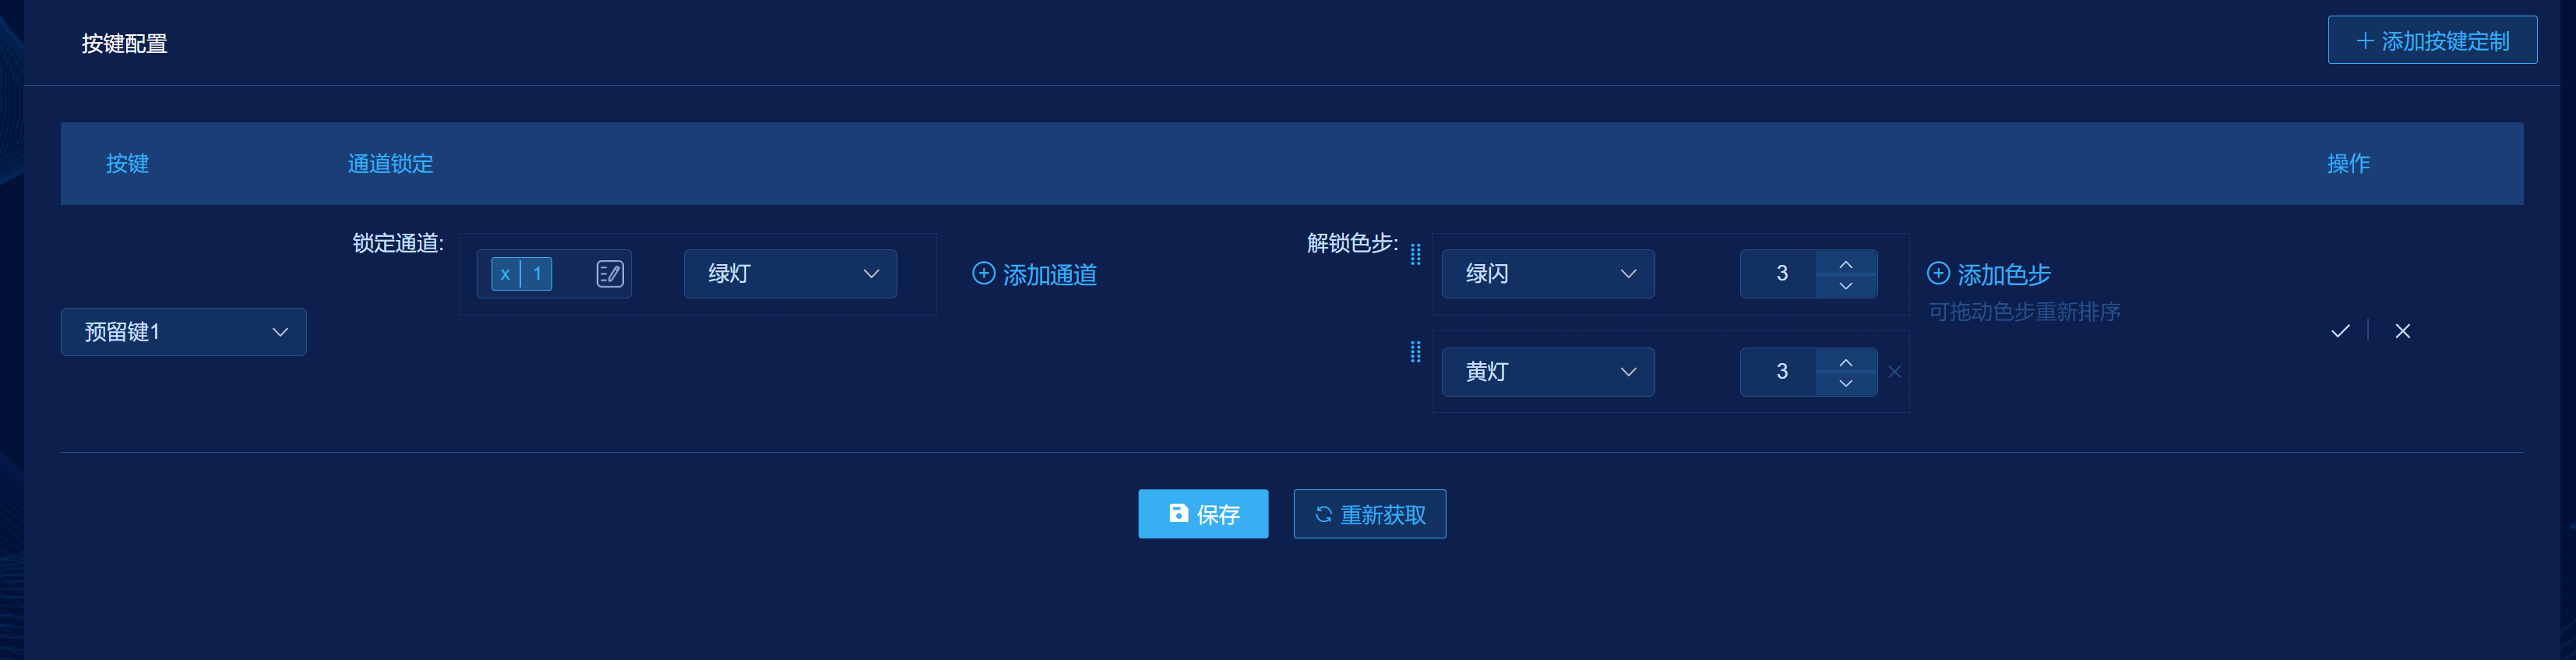 按键配置
添加按键定制
按键 通道锁定 操作
锁定通道: x 1 绿灯 添加通道 解锁色步: 绿闪 3 添加色步
可拖动色步重新排序
预留键1
黄灯 3
保存 重新获取